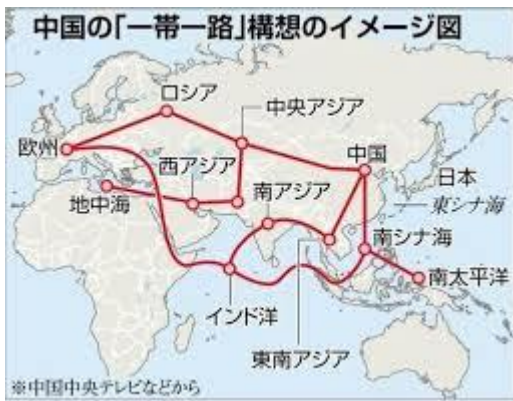 中国の「一帯一路」構想のイメージ図
ロシア
中央アジア
欧州
中国
西アジア
日本
地中海
南アジア
東シナ海
南シナ海
南太平洋
インド洋
東南アジア
※中国中央テレビなどから